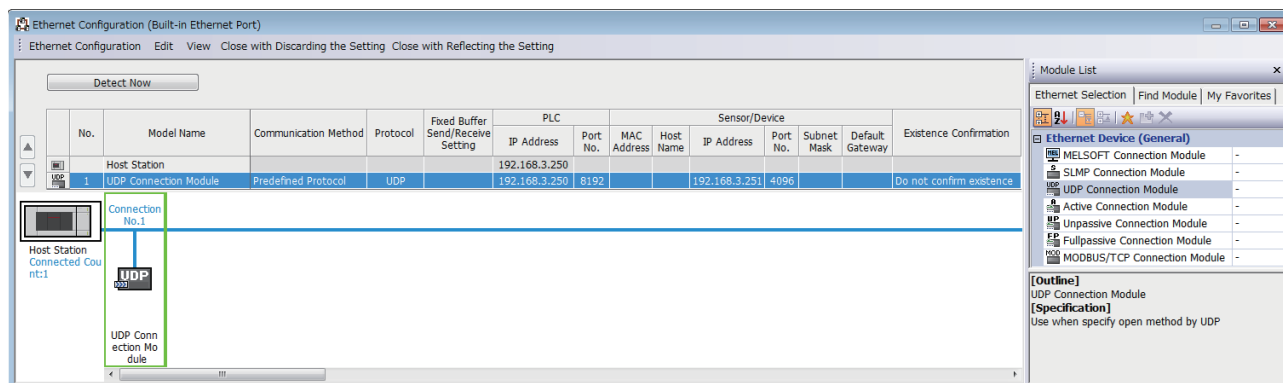 Ethernet Configuration (Built-in Ethernet Port)
Ethernet Configuration Edit View Close with Discarding the Setting Close with Reflecting the Setting
Detect Now
No. Model Name Communication Method Protocol Fixed Buffer Send/Receive Setting PLC Sensor/Device Existence Confirmation
IP Address Port No. MAC Address Host Name IP Address Port No. Subnet Mask Default Gateway
Host Station 192.168.3.250
1 UDP Connection Module Predefined Protocol UDP 192.168.3.250 8192 192.168.3.251 4096 Do not confirm existence
Connection
No.1
Host Station
Connected Cou
nt:1
UDP
UDP Conn
ection Mo
dule
Module List
Ethernet Selection Find Module My Favorites
Ethernet Device (General)
MELSOFT Connection Module -
SLMP Connection Module -
UDP Connection Module -
Active Connection Module -
Unpassive Connection Module -
Fullpassive Connection Module -
MODBUS/TCP Connection Module -
[Outline]
UDP Connection Module
[Specification]
Use when specify open method by UDP